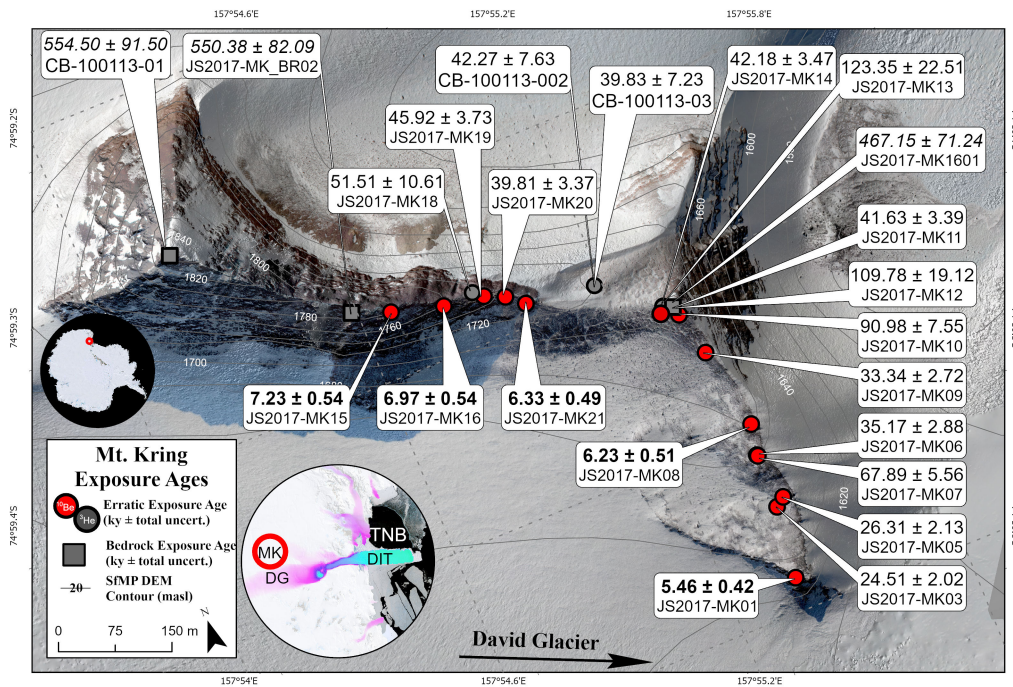 157°54.6'E
157°55.2'E
157°55.8'E
74°59.2'S
74°59.3'S
74°59.4'S
554.50 ± 91.50
CB-100113-01
550.38 ± 82.09
JS2017-MK_BR02
42.27 ± 7.63
CB-100113-002
39.83 ± 7.23
CB-100113-03
42.18 ± 3.47
JS2017-MK14
123.35 ± 22.51
JS2017-MK13
45.92 ± 3.73
JS2017-MK19
467.15 ± 71.24
JS2017-MK1601
51.51 ± 10.61
JS2017-MK18
39.81 ± 3.37
JS2017-MK20
41.63 ± 3.39
JS2017-MK11
109.78 ± 19.12
JS2017-MK12
90.98 ± 7.55
JS2017-MK10
33.34 ± 2.72
JS2017-MK09
35.17 ± 2.88
JS2017-MK06
67.89 ± 5.56
JS2017-MK07
26.31 ± 2.13
JS2017-MK05
24.51 ± 2.02
JS2017-MK03
7.23 ± 0.54
JS2017-MK15
6.97 ± 0.54
JS2017-MK16
6.33 ± 0.49
JS2017-MK21
6.23 ± 0.51
JS2017-MK08
5.46 ± 0.42
JS2017-MK01
1840
1820
1800
1780
1760
1720
1700
1660
1600
1640
1620
Mt. Kring
Exposure Ages
¹⁰Be
³He
Erratic Exposure Age
(ky ± total uncert.)
Bedrock Exposure Age
(ky ± total uncert.)
20
SfMP DEM
Contour (masl)
0 75 150 m
N
MK
DG
TNB
DIT
David Glacier
157°54'E
157°54.6'E
157°55.2'E